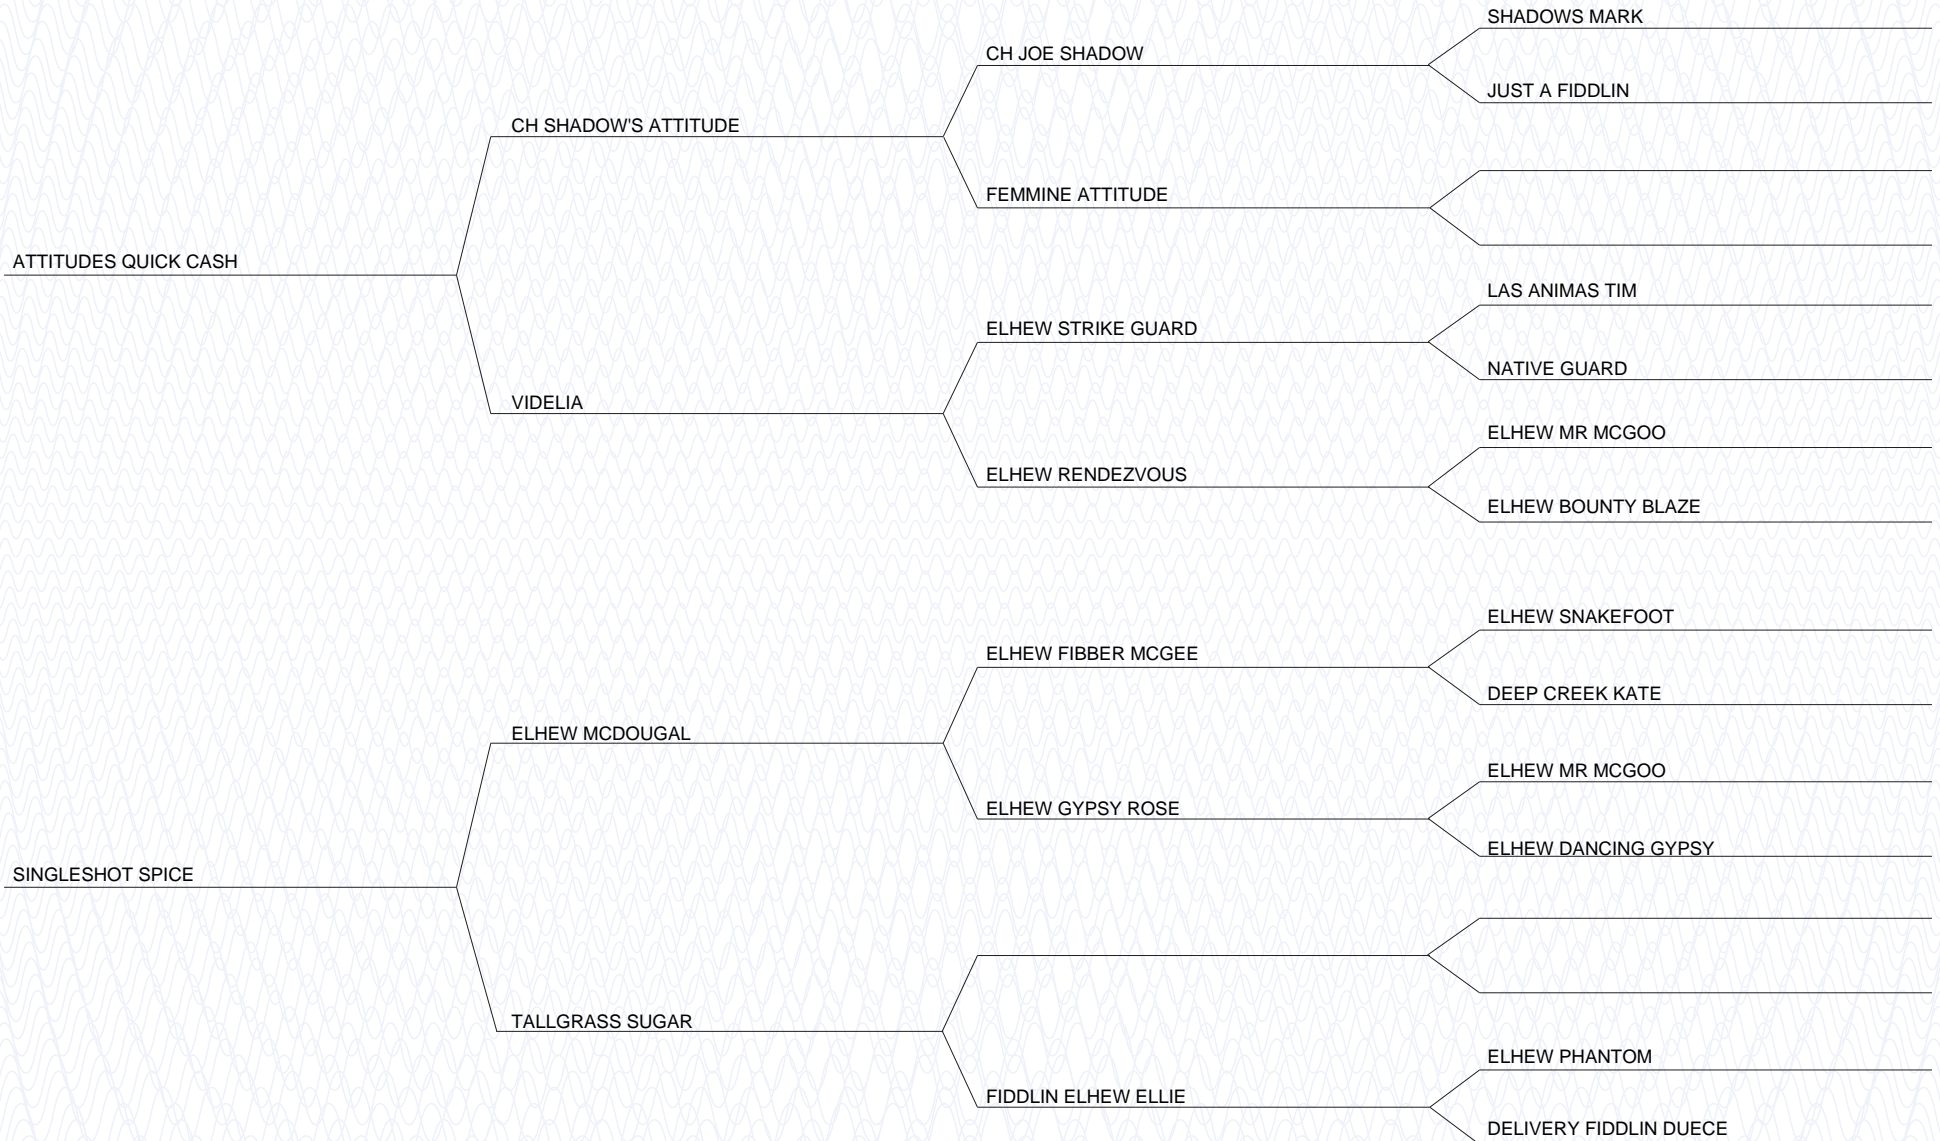 SHADOWS MARK
CH JOE SHADOW
JUST A FIDDLIN
CH SHADOW'S ATTITUDE
FEMMINE ATTITUDE
ATTITUDES QUICK CASH
LAS ANIMAS TIM
ELHEW STRIKE GUARD
NATIVE GUARD
VIDELIA
ELHEW MR MCGOO
ELHEW RENDEZVOUS
ELHEW BOUNTY BLAZE
ELHEW SNAKEFOOT
ELHEW FIBBER MCGEE
DEEP CREEK KATE
ELHEW MCDOUGAL
ELHEW MR MCGOO
ELHEW GYPSY ROSE
ELHEW DANCING GYPSY
SINGLESHOT SPICE
TALLGRASS SUGAR
ELHEW PHANTOM
FIDDLIN ELHEW ELLIE
DELIVERY FIDDLIN DUECE